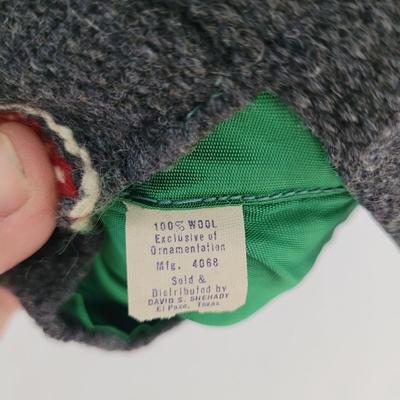 100% WOOL
Exclusive of
Ornamentation
Mfg. 4068
Sold &
Distributed by
DAVID S. SHEHADY
El Paso, Texas